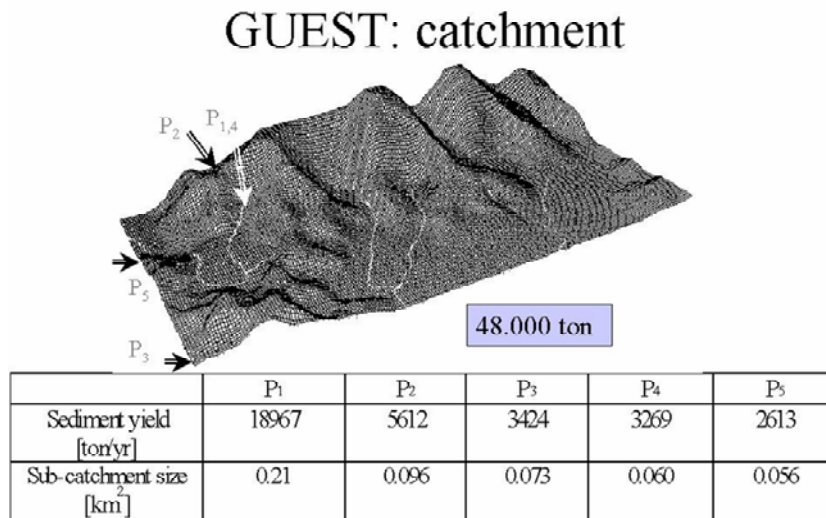 GUEST: catchment
P2 P1,4
P5
P3
48.000 ton
P1 P2 P3 P4 P5
Sediment yield [ton/yr] 18967 5612 3424 3269 2613
Sub-catchment size [km2] 0.21 0.096 0.073 0.060 0.056